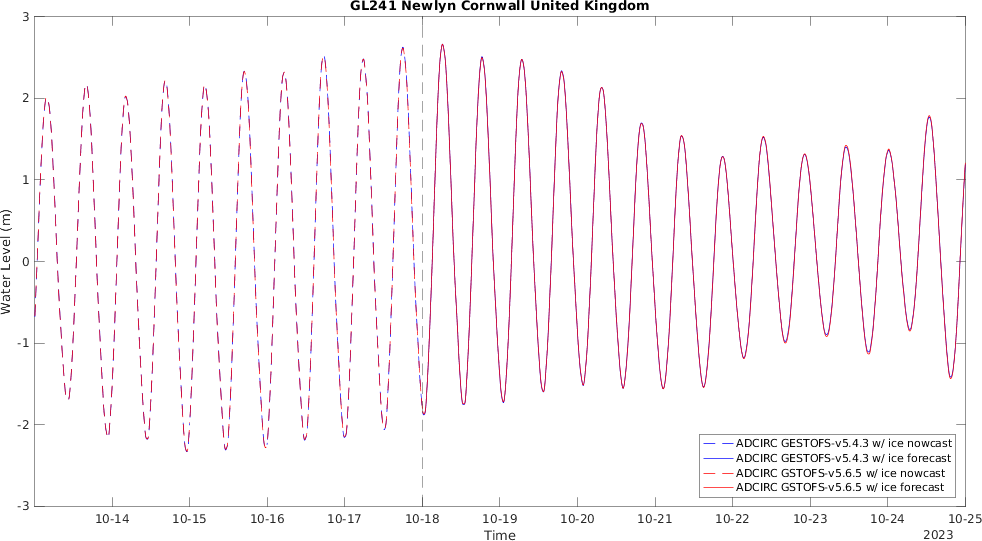 GL241 Newlyn Cornwall United Kingdom
3
2
1
0
-1
-2
-3
Water Level (m)
ADCIRC GESTOFS-v5.4.3 w/ ice nowcast
ADCIRC GESTOFS-v5.4.3 w/ ice forecast
ADCIRC GSTOFS-v5.6.5 w/ ice nowcast
ADCIRC GSTOFS-v5.6.5 w/ ice forecast
10-14 10-15 10-16 10-17 10-18 10-19 10-20 10-21 10-22 10-23 10-24 10-25
Time 2023